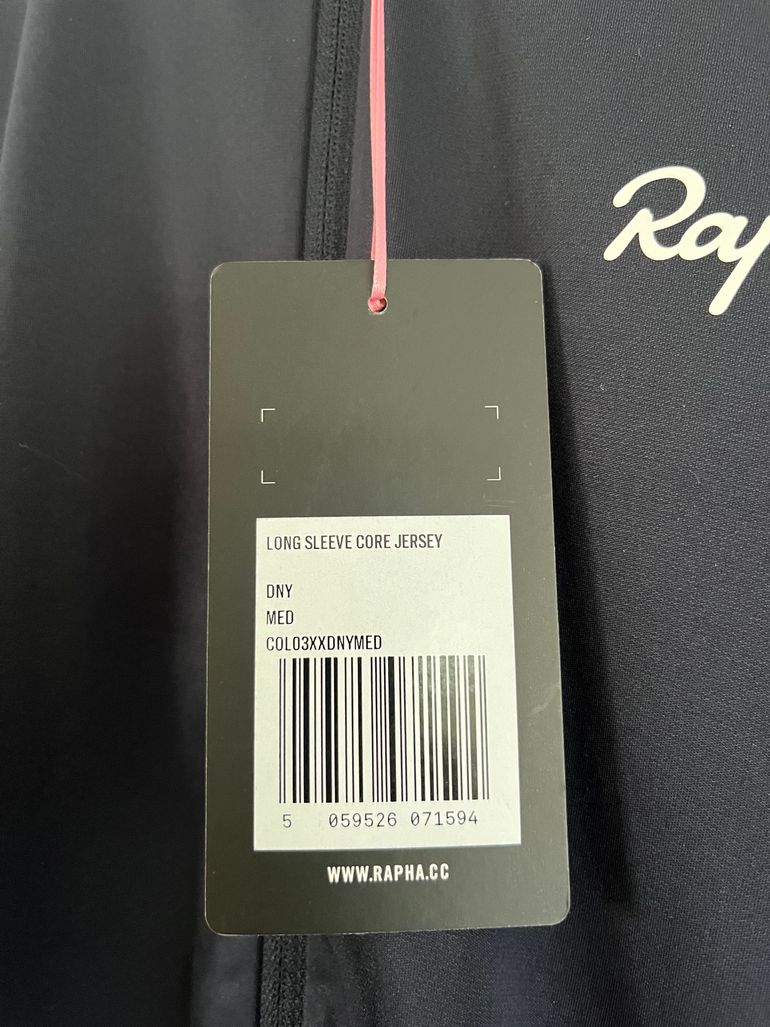 Rap
LONG SLEEVE CORE JERSEY
DNY
MED
COL03XXDNYMED
5 059526 071594
WWW.RAPHA.CC